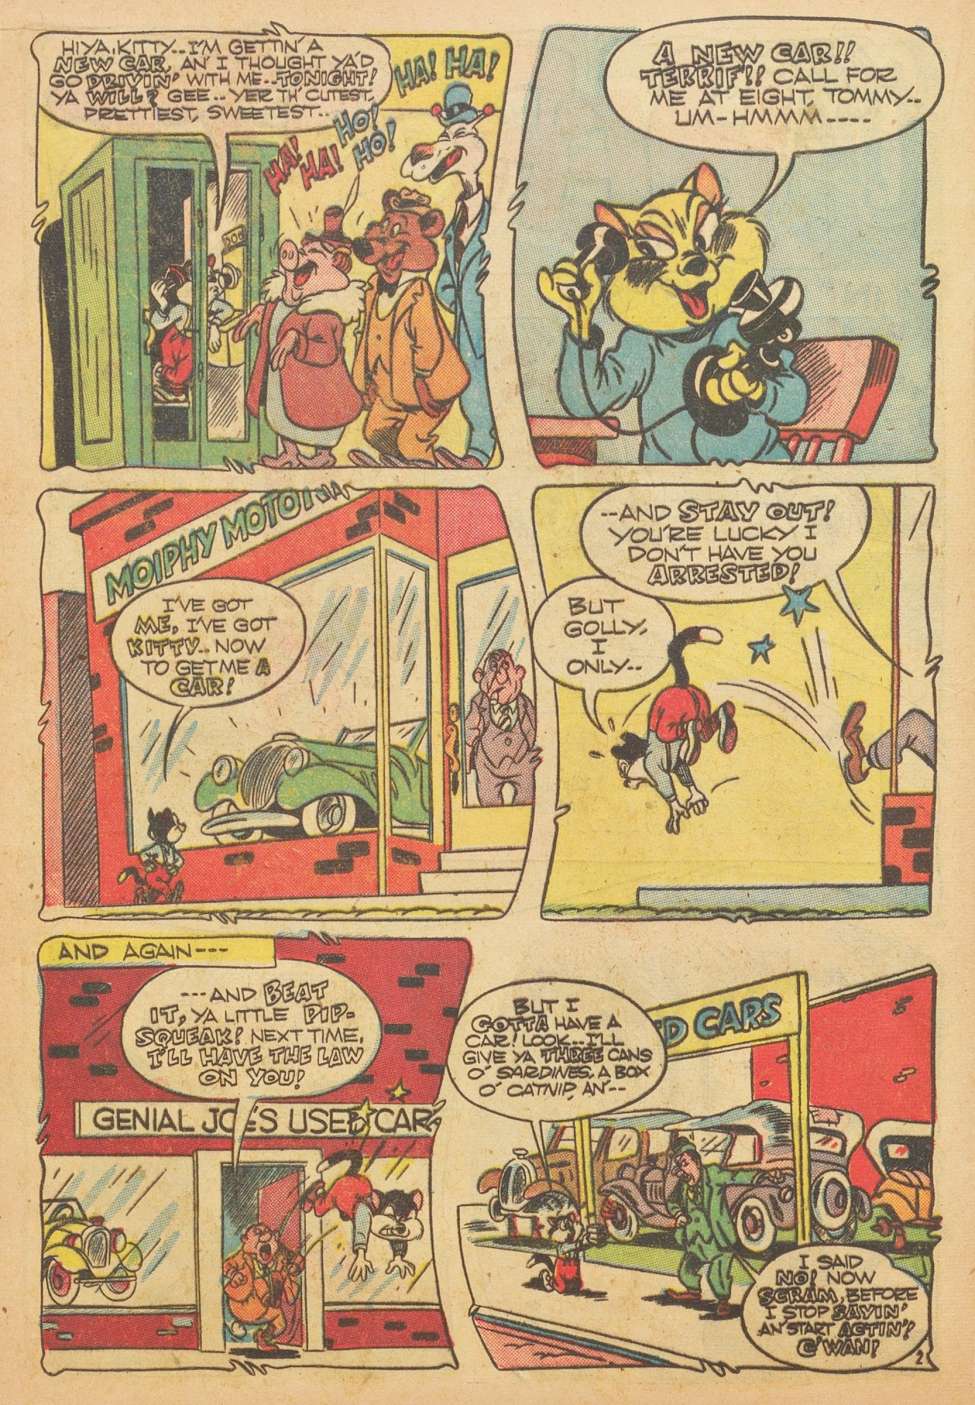 HIYA, KITTY.. I'M GETTIN' A
NEW CAR, AN' I THOUGHT YA'D
GO DRIVIN' WITH ME.. TONIGHT!
YA WILL? GEE.. YER TH' CUTEST,
PRETTIEST, SWEETEST..
HA!
HA!
HO!
HO!
HA! HA!
A NEW CAR!!
TERRIF'!! CALL FOR
ME AT EIGHT, TOMMY..
UM-HMMM----
MOIPHY MOTO
I'VE GOT
ME, I'VE GOT
KITTY.. NOW
TO GET ME A
CAR!
--AND STAY OUT!
YOU'RE LUCKY I
DON'T HAVE YOU
ARRESTED!
BUT
GOLLY,
I
ONLY--
AND AGAIN---
---AND BEAT
IT, YA LITTLE PIP-
SQUEAK! NEXT TIME,
I'LL HAVE THE LAW
ON YOU!
GENIAL JOE'S USED CAR
BUT I
GOTTA HAVE A
CAR! LOOK.. I'LL
GIVE YA THREE CANS
O' SARDINES, A BOX
O' CATNIP, AN'--
ED CARS
I SAID
NO! NOW
SCRAM, BEFORE
I STOP SAYIN'
AN' START ACTIN'!
G'WAN!
2